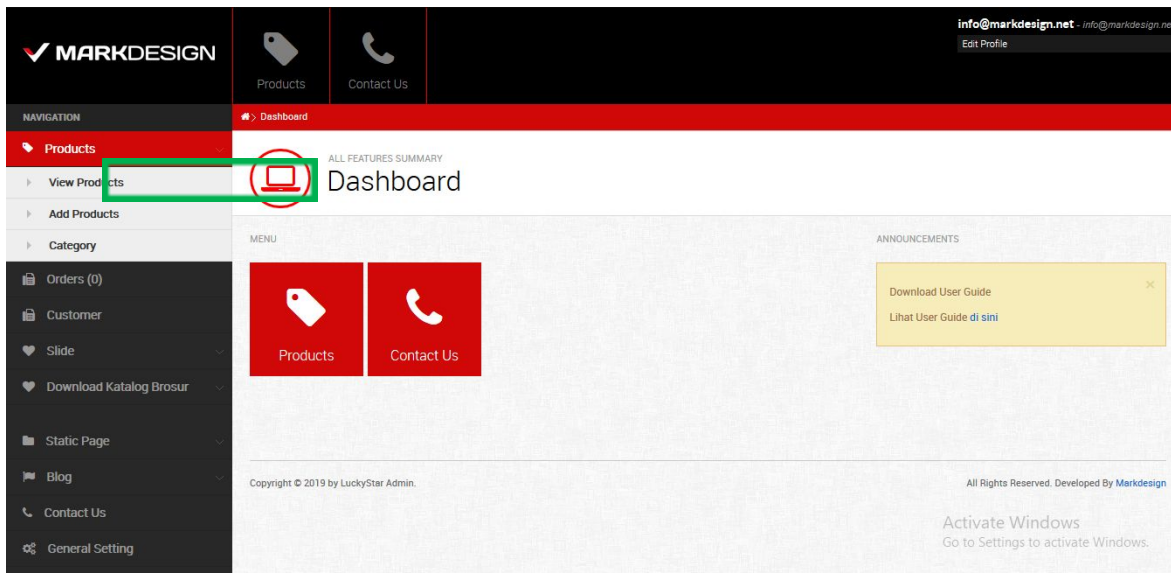 MARKDESIGN
Products
Contact Us
info@markdesign.net - info@markdesign.ne
Edit Profile
NAVIGATION
Dashboard
Products
View Products
Add Products
Category
Orders (0)
Customer
Slide
Download Katalog Brosur
Static Page
Blog
Contact Us
General Setting
ALL FEATURES SUMMARY
Dashboard
MENU
Products
Contact Us
ANNOUNCEMENTS
Download User Guide
Lihat User Guide di sini
Copyright © 2019 by LuckyStar Admin.
All Rights Reserved. Developed By Markdesign
Activate Windows
Go to Settings to activate Windows.